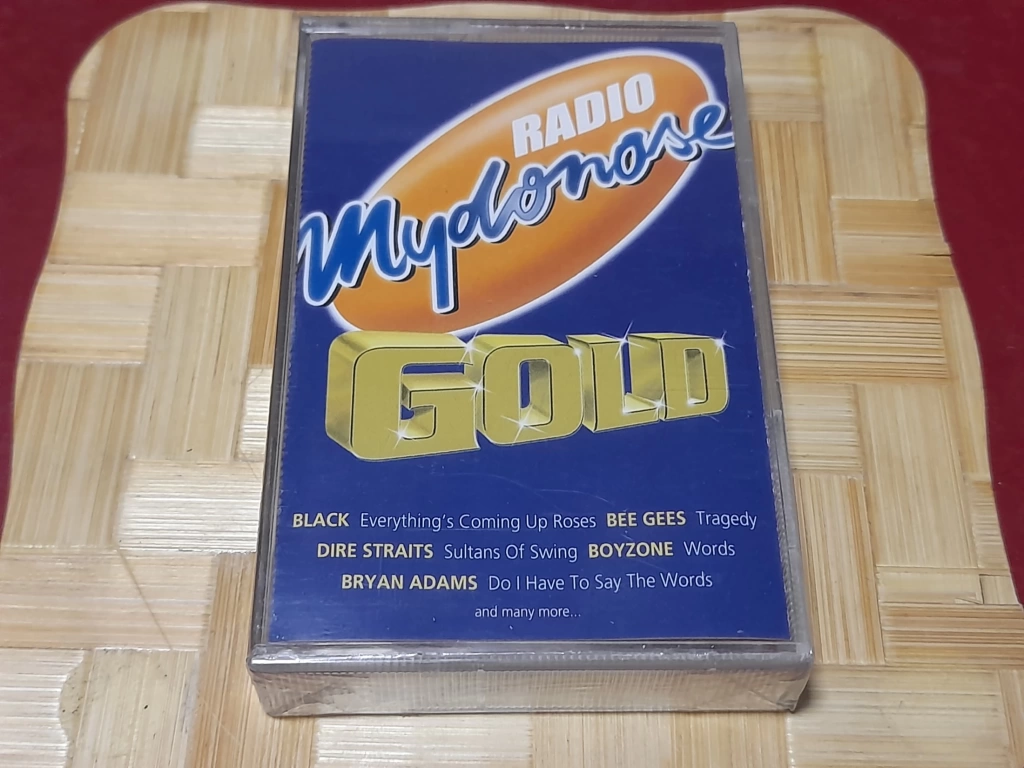 RADIO
Mydonose
GOLD
BLACK Everything's Coming Up Roses BEE GEES Tragedy
DIRE STRAITS Sultans Of Swing BOYZONE Words
BRYAN ADAMS Do I Have To Say The Words
and many more...